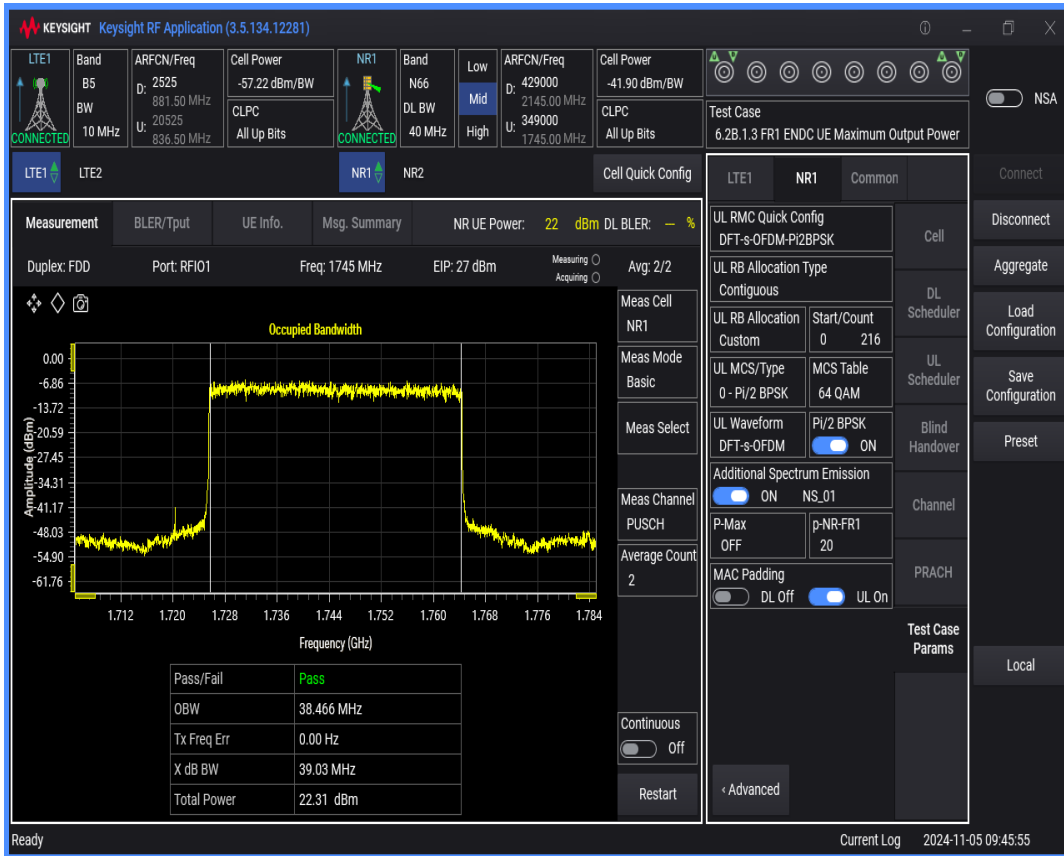 KEYSIGHT Keysight RF Application (3.5.134.12281)
LTE1 Band ARFCN/Freq Cell Power NR1 Band Low ARFCN/Freq Cell Power
B5 D: 2525 -57.22 dBm/BW N66 D: 429000 -41.90 dBm/BW
881.50 MHz Mid 2145.00 MHz
BW U: 20525 CLPC DL BW U: 349000 CLPC
CONNECTED 10 MHz 836.50 MHz All Up Bits CONNECTED 40 MHz High 1745.00 MHz All Up Bits
Test Case
6.2B.1.3 FR1 ENDC UE Maximum Output Power
NSA
LTE1 LTE2 NR1 NR2 Cell Quick Config
Measurement BLER/Tput UE Info. Msg. Summary NR UE Power: 22 dBm DL BLER: — %
Duplex: FDD Port: RFIO1 Freq: 1745 MHz EIP: 27 dBm Measuring Avg: 2/2
Acquiring
Occupied Bandwidth
Amplitude (dBm)
0.00
-6.86
-13.72
-20.59
-27.45
-34.31
-41.17
-48.03
-54.90
-61.76
1.712 1.720 1.728 1.736 1.744 1.752 1.760 1.768 1.776 1.784
Frequency (GHz)
Pass/Fail Pass
OBW 38.466 MHz
Tx Freq Err 0.00 Hz
X dB BW 39.03 MHz
Total Power 22.31 dBm
Meas Cell
NR1
Meas Mode
Basic
Meas Select
Meas Channel
PUSCH
Average Count
2
Continuous
Off
Restart
LTE1 NR1 Common
UL RMC Quick Config
DFT-s-OFDM-Pi2BPSK
UL RB Allocation Type
Contiguous
UL RB Allocation Start/Count
Custom 0 216
UL MCS/Type MCS Table
0 - Pi/2 BPSK 64 QAM
UL Waveform Pi/2 BPSK
DFT-s-OFDM ON
Additional Spectrum Emission
ON NS_01
P-Max p-NR-FR1
OFF 20
MAC Padding
DL Off UL On
‹ Advanced
Cell
DL
Scheduler
UL
Scheduler
Blind
Handover
Channel
PRACH
Test Case
Params
Connect
Disconnect
Aggregate
Load
Configuration
Save
Configuration
Preset
Local
Ready Current Log 2024-11-05 09:45:55